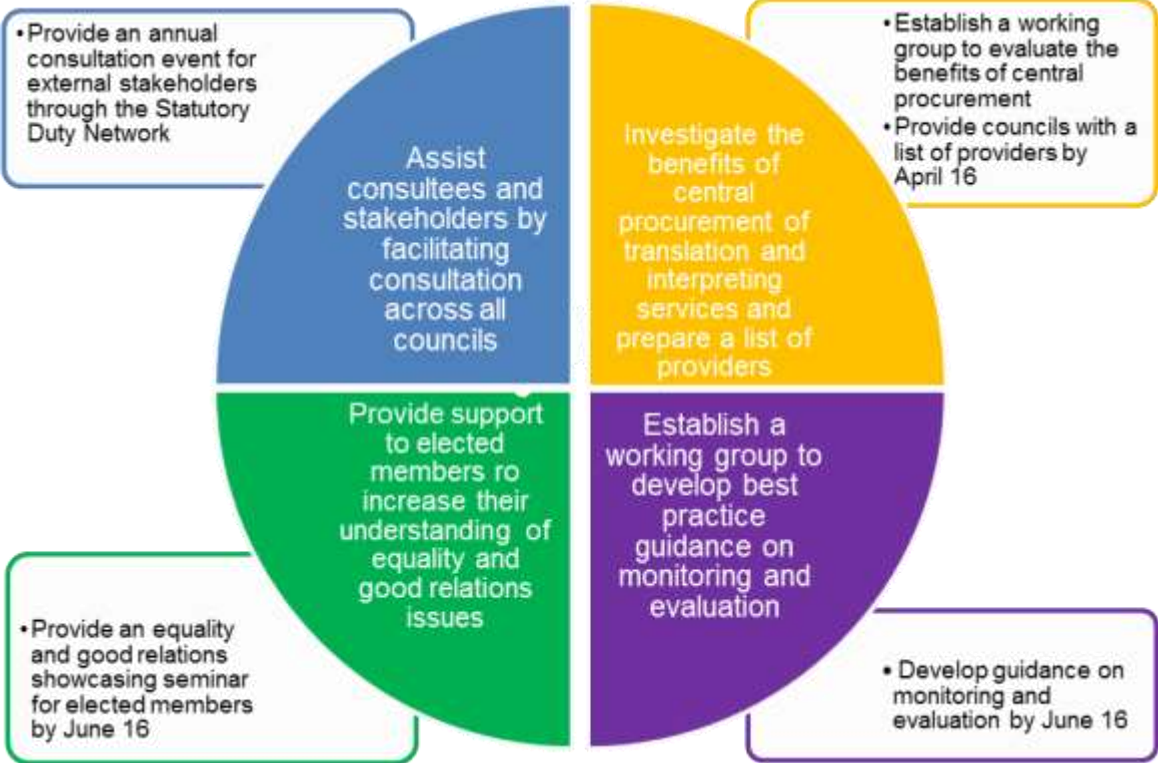 •Provide an annual
consultation event for
external stakeholders
through the Statutory
Duty Network
•Establish a working
group to evaluate the
benefits of central
procurement
•Provide councils with a
list of providers by
April 16
Assist
consultees and
stakeholders by
facilitating
consultation
across all
councils
Investigate the
benefits of
central
procurement of
translation and
interpreting
services and
prepare a list of
providers
Provide support
to elected
members ro
increase their
understanding of
equality and
good relations
issues
Establish a
working group to
develop best
practice
guidance on
monitoring and
evaluation
•Provide an equality
and good relations
showcasing seminar
for elected members
by June 16
• Develop guidance on
monitoring and
evaluation by June 16